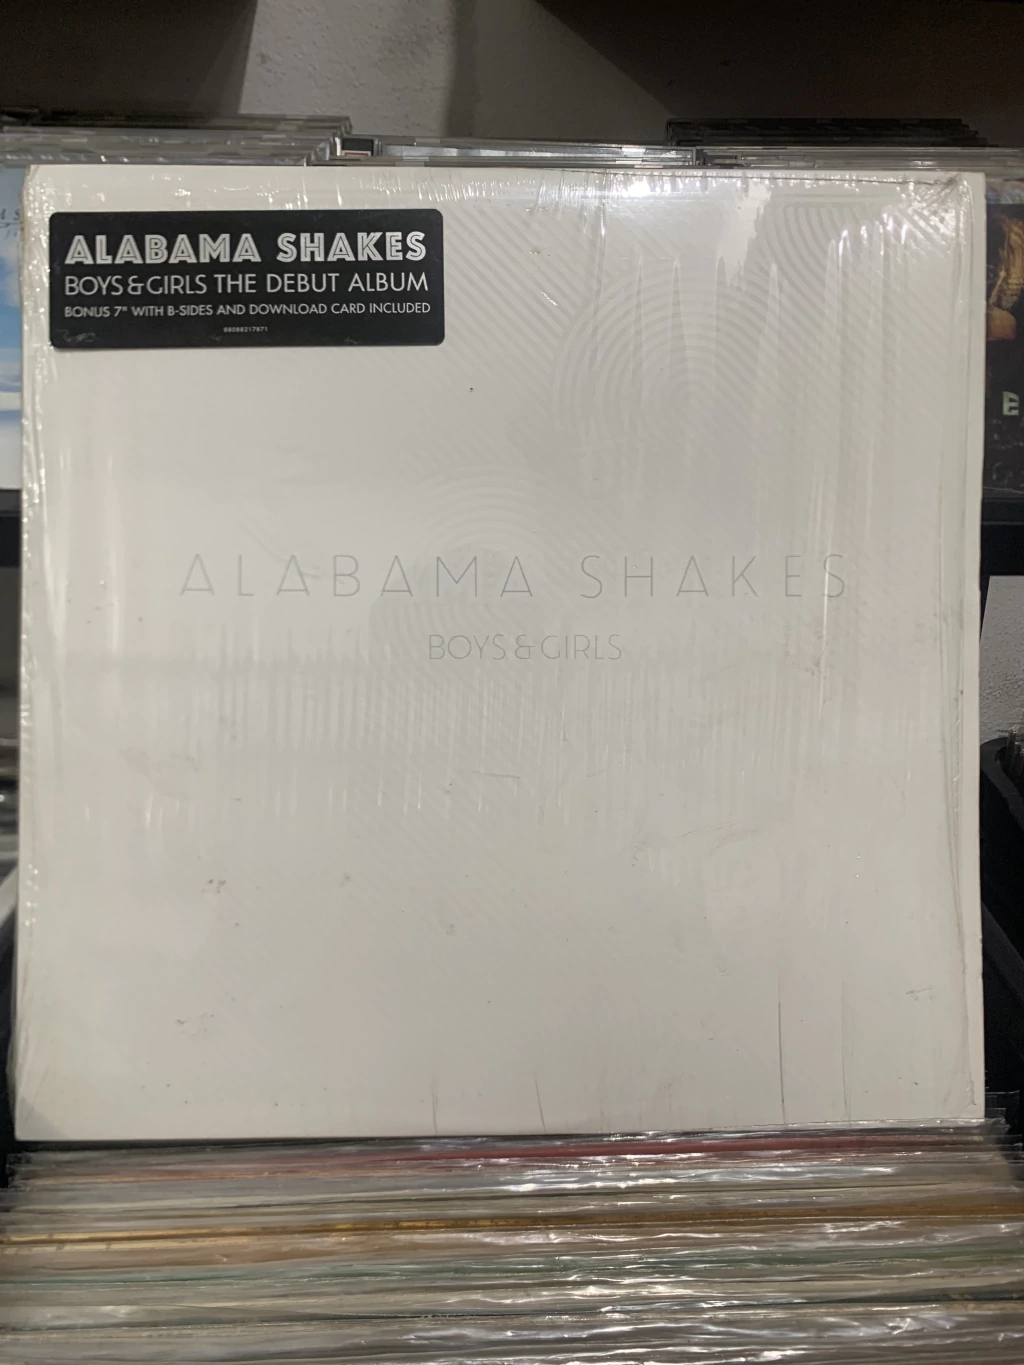 ALABAMA SHAKES
BOYS & GIRLS THE DEBUT ALBUM
BONUS 7" WITH B-SIDES AND DOWNLOAD CARD INCLUDED
ALABAMA SHAKES
BOYS & GIRLS
E